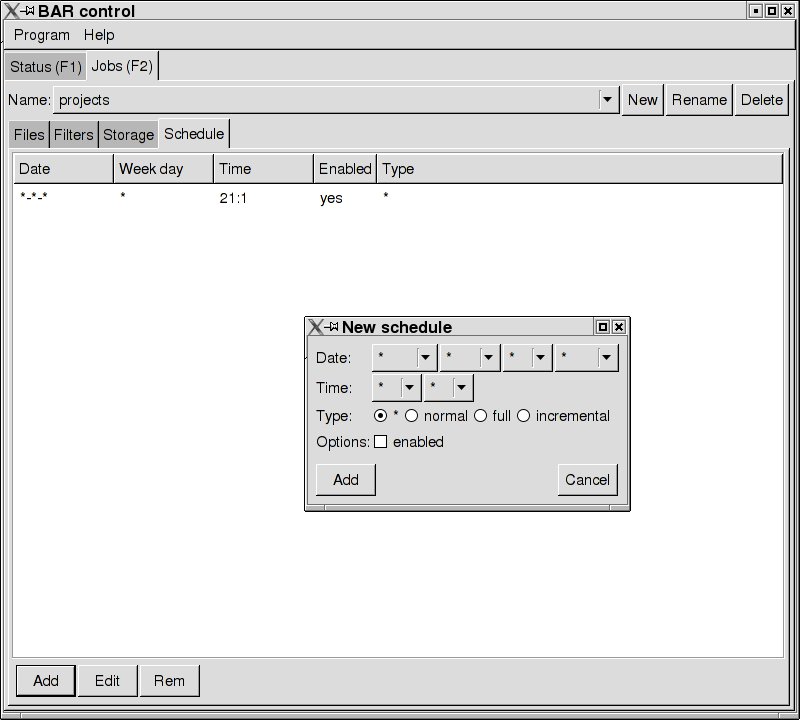 BAR control
Program Help
Status (F1) Jobs (F2)
Name: projects New Rename Delete
Files Filters Storage Schedule
Date Week day Time Enabled Type
*-*-* * 21:1 yes *
New schedule
Date: * * * *
Time: * *
Type: * normal full incremental
Options: enabled
Add Cancel
Add Edit Rem